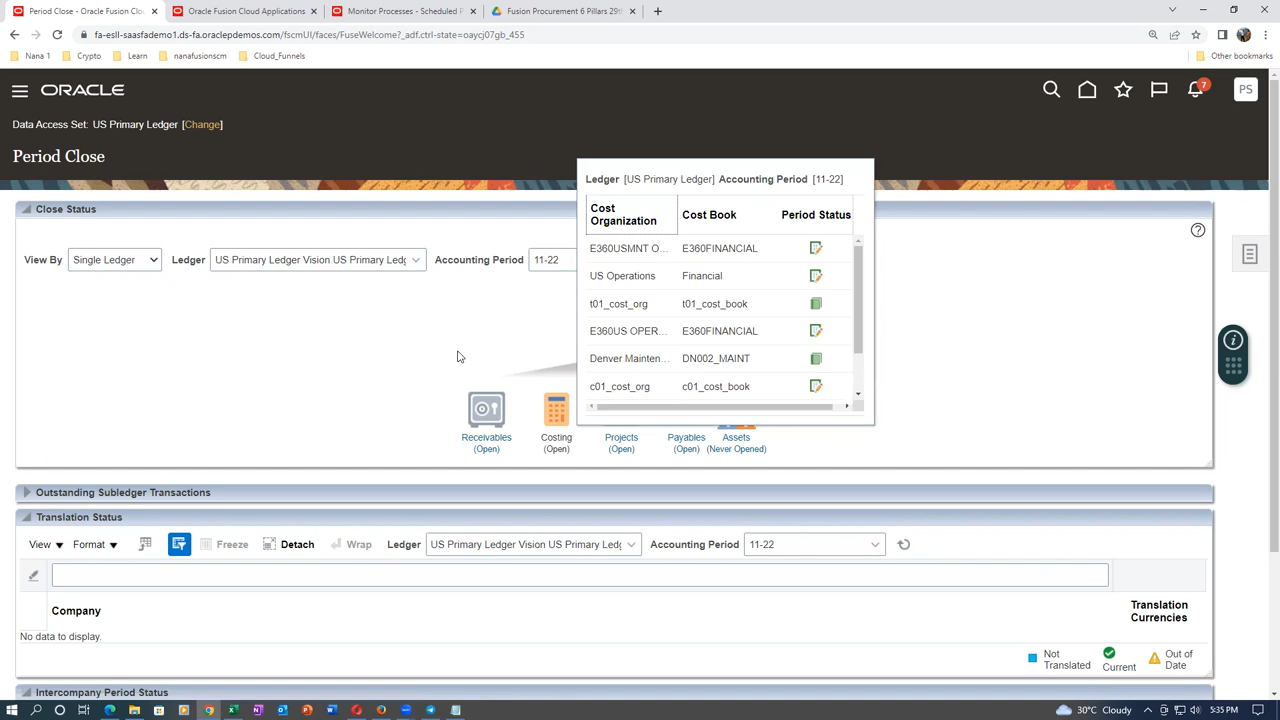 Period Close - Oracle Fusion Clo
Oracle Fusion Cloud Applications
Monitor Processes - Scheduled P
Fusion Procurement 6 Pillars 29th
fa-esll-saasfademo1.ds-fa.oraclepdemos.com/fscmUI/faces/FuseWelcome?_adf.ctrl-state=oaycj07gb_455
Nana 1
Crypto
Learn
nanafusionscm
Cloud_Funnels
Other bookmarks
ORACLE
7
PS
Data Access Set: US Primary Ledger [Change]
Period Close
Close Status
View By Single Ledger Ledger US Primary Ledger Vision US Primary Ledg Accounting Period 11-22
Ledger [US Primary Ledger] Accounting Period [11-22]
Cost Organization Cost Book Period Status
E360USMNT O... E360FINANCIAL
US Operations Financial
t01_cost_org t01_cost_book
E360US OPER... E360FINANCIAL
Denver Mainten... DN002_MAINT
c01_cost_org c01_cost_book
Receivables (Open)
Costing (Open)
Projects (Open)
Payables (Open)
Assets (Never Opened)
Outstanding Subledger Transactions
Translation Status
View Format Freeze Detach Wrap Ledger US Primary Ledger Vision US Primary Ledg Accounting Period 11-22
Company
Translation Currencies
No data to display.
Not Translated
Current
Out of Date
Intercompany Period Status
30°C Cloudy
5:35 PM